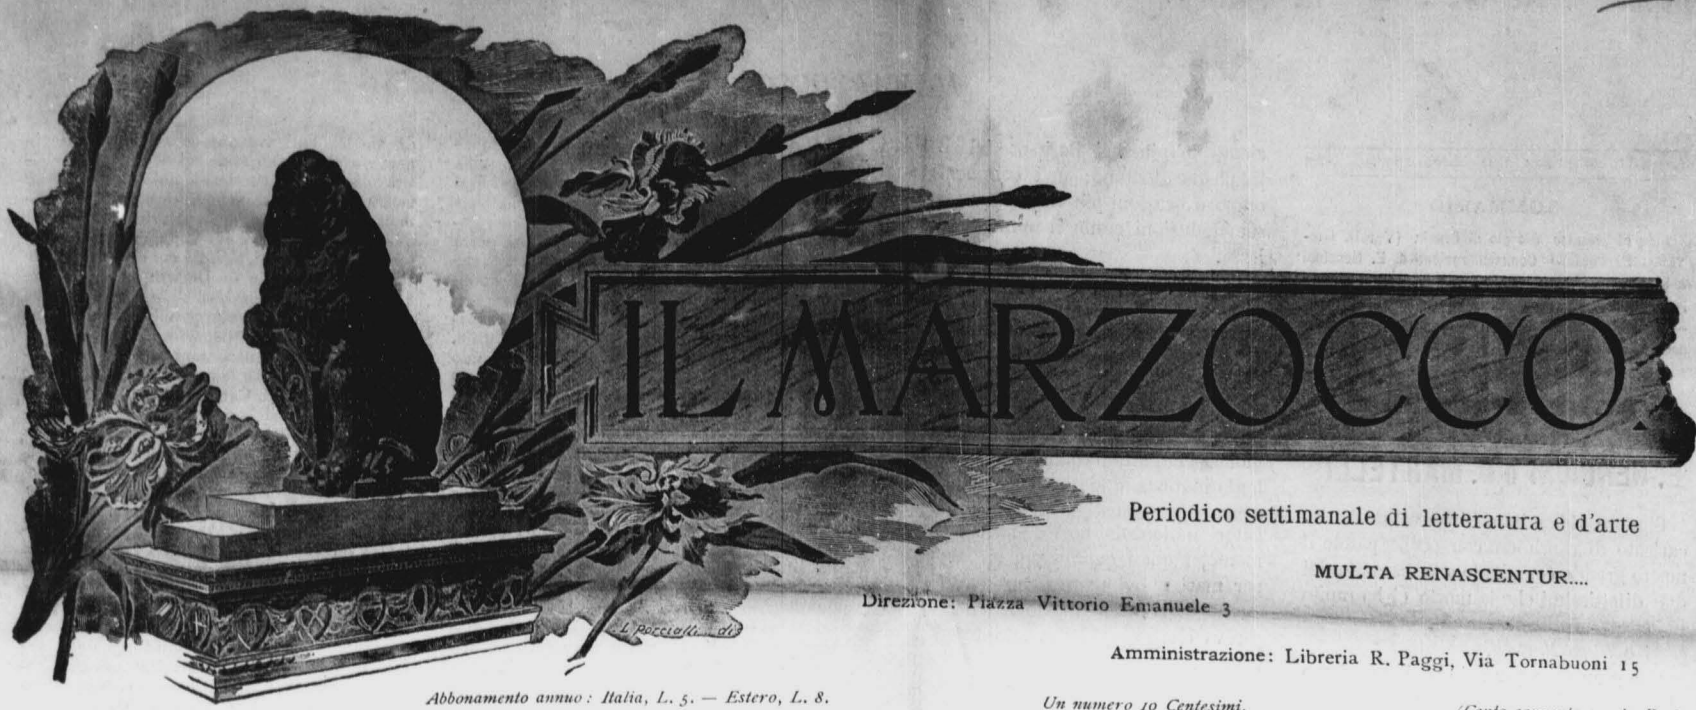 IL MARZOCCO.
Periodico settimanale di letteratura e d'arte
MULTA RENASCENTUR....
Direzione: Piazza Vittorio Emanuele 3
Amministrazione: Libreria R. Paggi, Via Tornabuoni 15
Abbonamento annuo: Italia, L. 5. — Estero, L. 8.
Un numero 10 Centesimi.